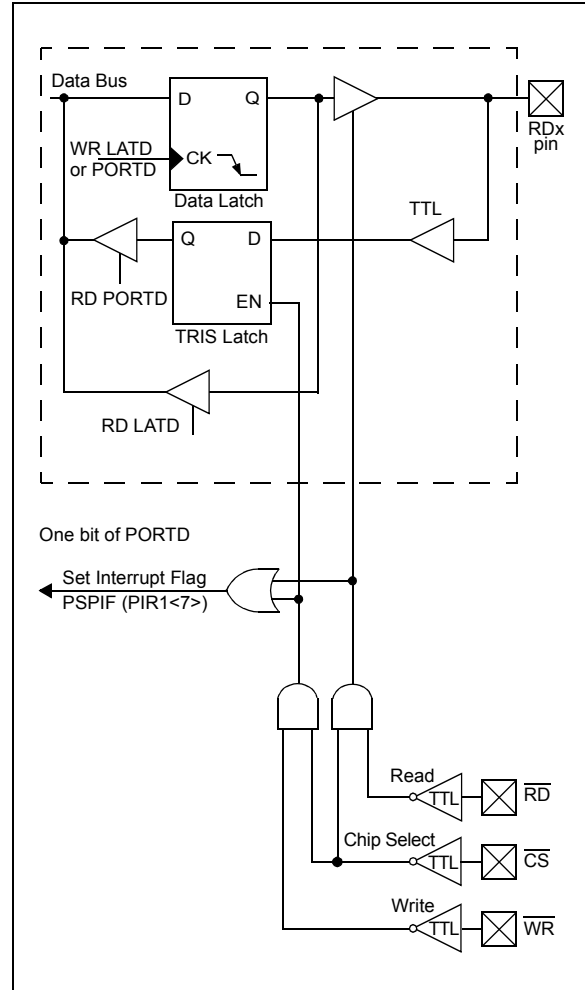 Data Bus
D
Q
RDx
pin
WR LATD
or PORTD
CK
Data Latch
TTL
Q
D
RD PORTD
EN
TRIS Latch
RD LATD
One bit of PORTD
Set Interrupt Flag
PSPIF (PIR1<7>)
Read
TTL
RD
Chip Select
TTL
CS
Write
TTL
WR